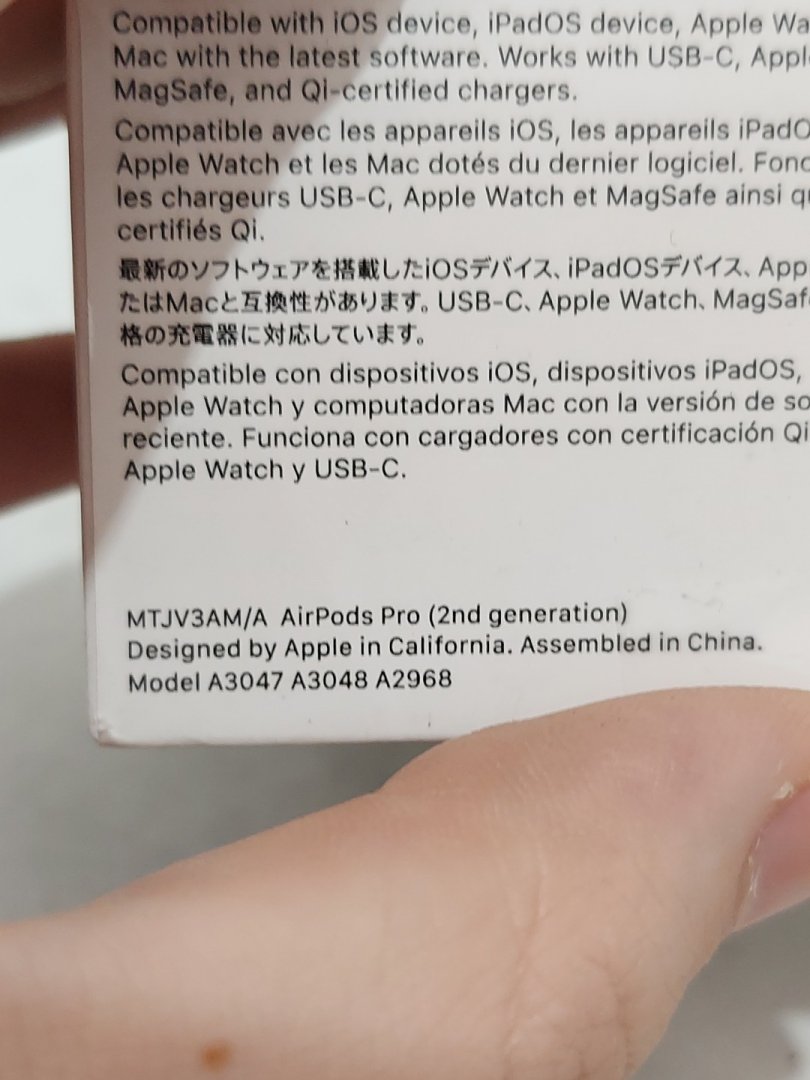 Compatible with iOS device, iPadOS device, Apple Wa
Mac with the latest software. Works with USB-C, Appl
MagSafe, and Qi-certified chargers.
Compatible avec les appareils iOS, les appareils iPadO
Apple Watch et les Mac dotés du dernier logiciel. Fonc
les chargeurs USB-C, Apple Watch et MagSafe ainsi qu
certifiés Qi.
最新のソフトウェアを搭載したiOSデバイス、iPadOSデバイス、App
たはMacと互換性があります。USB-C、Apple Watch、MagSaf
格の充電器に対応しています。
Compatible con dispositivos iOS, dispositivos iPadOS,
Apple Watch y computadoras Mac con la versión de so
reciente. Funciona con cargadores con certificación Qi
Apple Watch y USB-C.
MTJV3AM/A AirPods Pro (2nd generation)
Designed by Apple in California. Assembled in China.
Model A3047 A3048 A2968